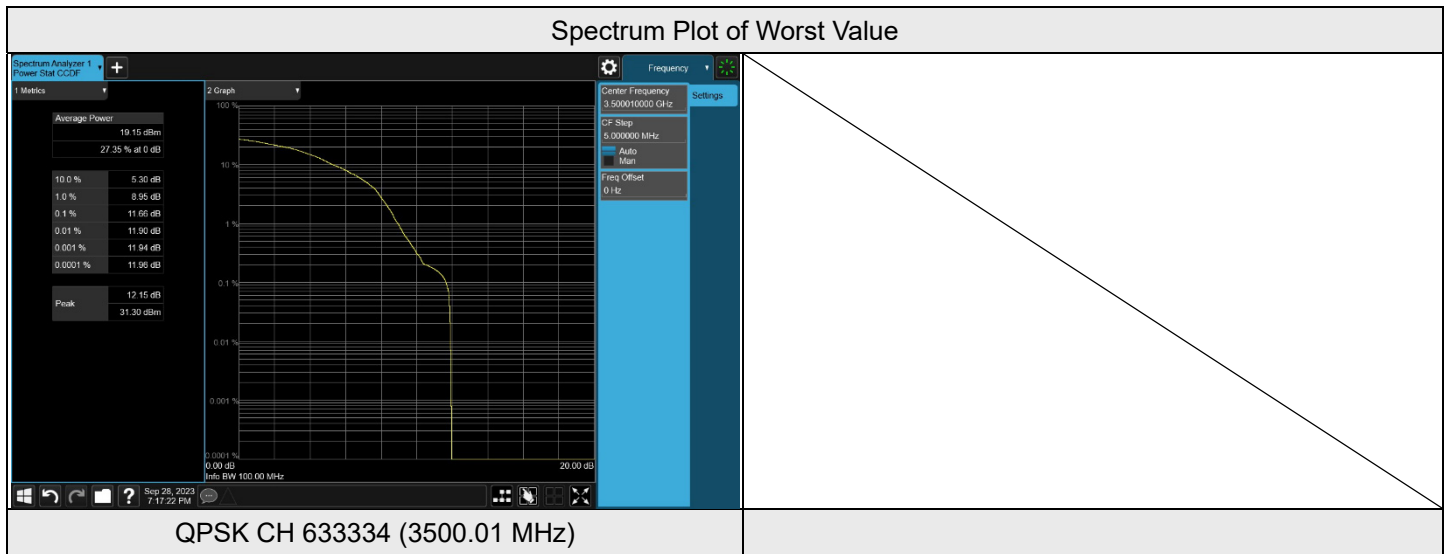 Spectrum Plot of Worst Value
Spectrum Analyzer 1
Power Stat CCDF
+
Frequency
1 Metrics
2 Graph
Center Frequency
3.500010000 GHz
Settings
CF Step
5.000000 MHz
Auto
Man
Freq Offset
0 Hz
Average Power
19.15 dBm
27.35 % at 0 dB
10.0 % 5.30 dB
1.0 % 8.95 dB
0.1 % 11.66 dB
0.01 % 11.90 dB
0.001 % 11.94 dB
0.0001 % 11.96 dB
Peak
12.15 dB
31.30 dBm
100 %
10 %
1 %
0.1 %
0.01 %
0.001 %
0.0001 %
0.00 dB 20.00 dB
Info BW 100.00 MHz
? Sep 28, 2023
7:17:22 PM
QPSK CH 633334 (3500.01 MHz)